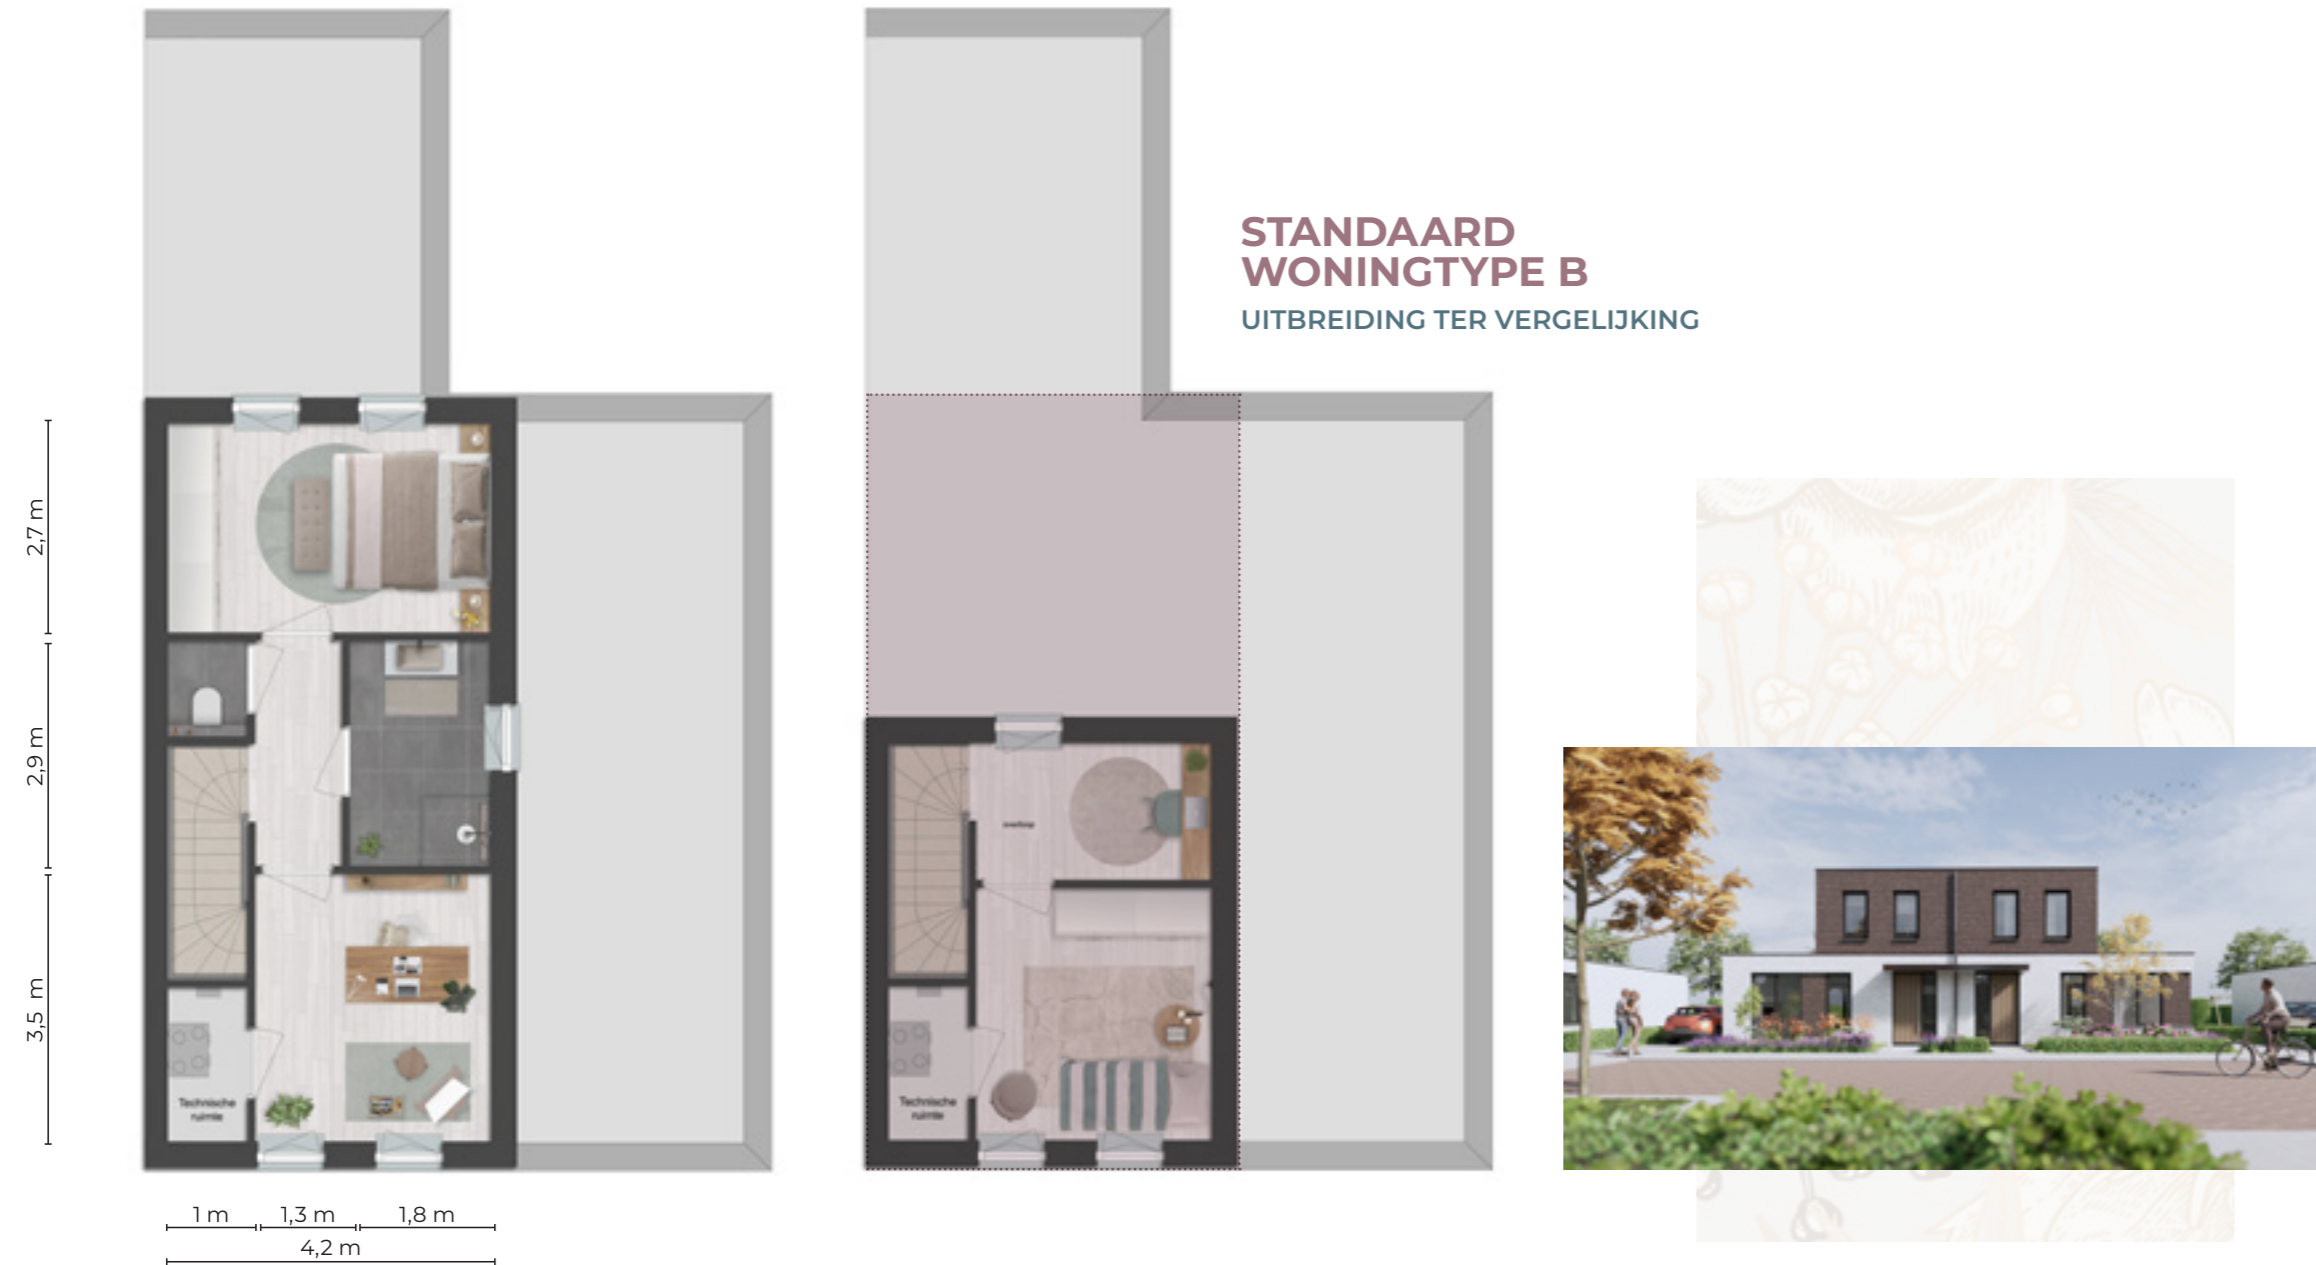 STANDAARD
WONINGTYPE B
UITBREIDING TER VERGELIJKING
2,7 m
2,9 m
3,5 m
Technische
ruimte
overloop
Technische
ruimte
1 m
1,3 m
1,8 m
4,2 m